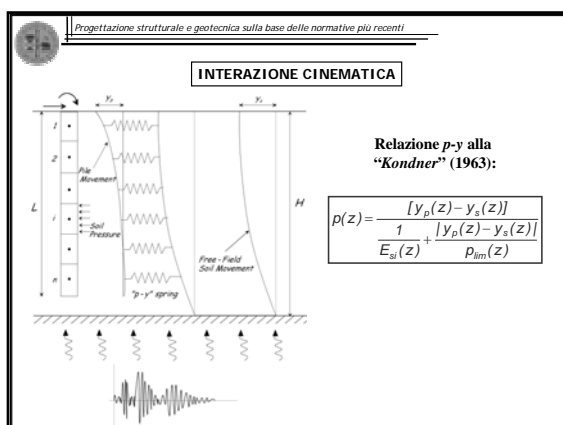 Progettazione strutturale e geotecnica sulla base delle normative più recenti
INTERAZIONE CINEMATICA
y_p
y_s
1
2
i
n
L
H
Pile
Movement
Soil
Pressure
"p-y" spring
Free-Field
Soil Movement
Relazione p-y alla
“Kondner” (1963):
p(z) = [y_p(z) – y_s(z)] / (1 / E_si(z) + |y_p(z) – y_s(z)| / p_lim(z))